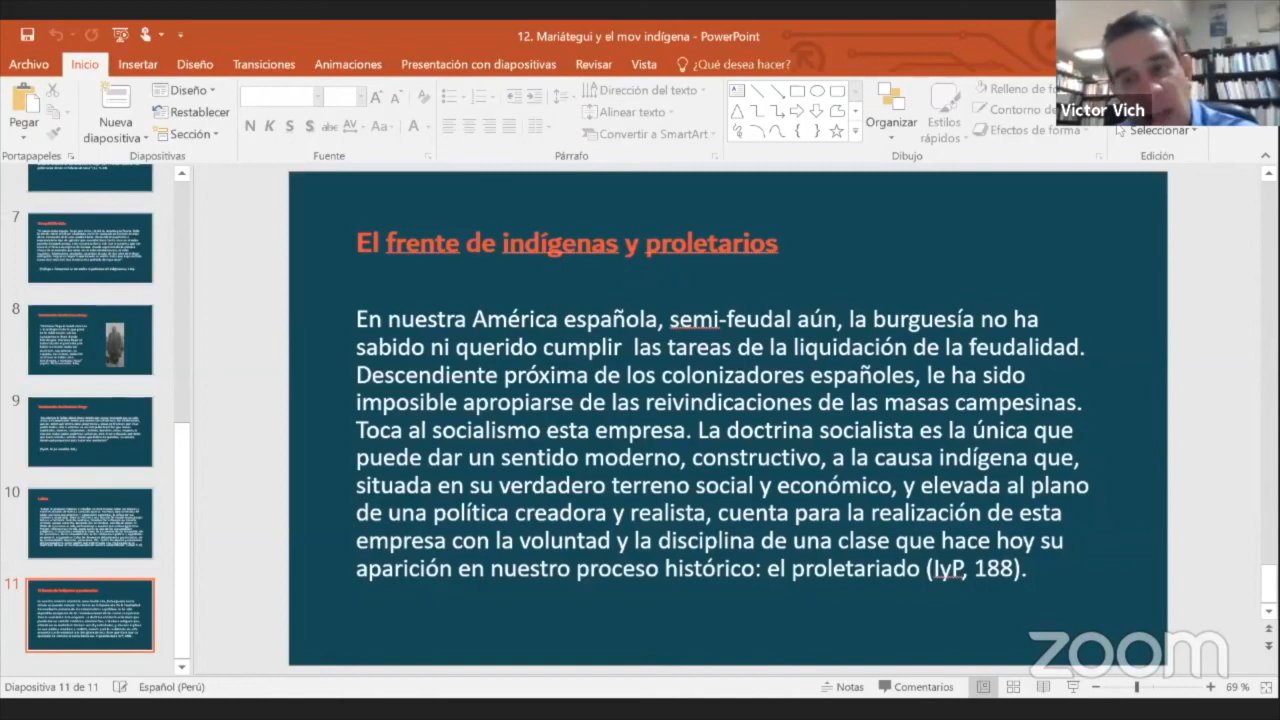 12. Mariátegui y el mov indígena - PowerPoint
Archivo Inicio Insertar Diseño Transiciones Animaciones Presentación con diapositivas Revisar Vista ¿Qué desea hacer?
Victor Vich
Pegar
Nueva diapositiva
Diseño
Restablecer
Sección
N K S S abc AV Aa A
Dirección del texto
Alinear texto
Convertir a SmartArt
Organizar
Estilos rápidos
Relleno de
Contorno de
Efectos de forma
Seleccionar
Portapapeles Diapositivas Fuente Párrafo Dibujo Edición
7
8
9
10
11
El frente de indígenas y proletarios
En nuestra América española, semi-feudal aún, la burguesía no ha
sabido ni querido cumplir las tareas de la liquidación de la feudalidad.
Descendiente próxima de los colonizadores españoles, le ha sido
imposible apropiarse de las reivindicaciones de las masas campesinas.
Toca al socialismo esta empresa. La doctrina socialista es la única que
puede dar un sentido moderno, constructivo, a la causa indígena que,
situada en su verdadero terreno social y económico, y elevada al plano
de una política creadora y realista, cuenta para la realización de esta
empresa con la voluntad y la disciplina de una clase que hace hoy su
aparición en nuestro proceso histórico: el proletariado (IyP, 188).
zoom
Diapositiva 11 de 11 Español (Perú) Notas Comentarios 69 %